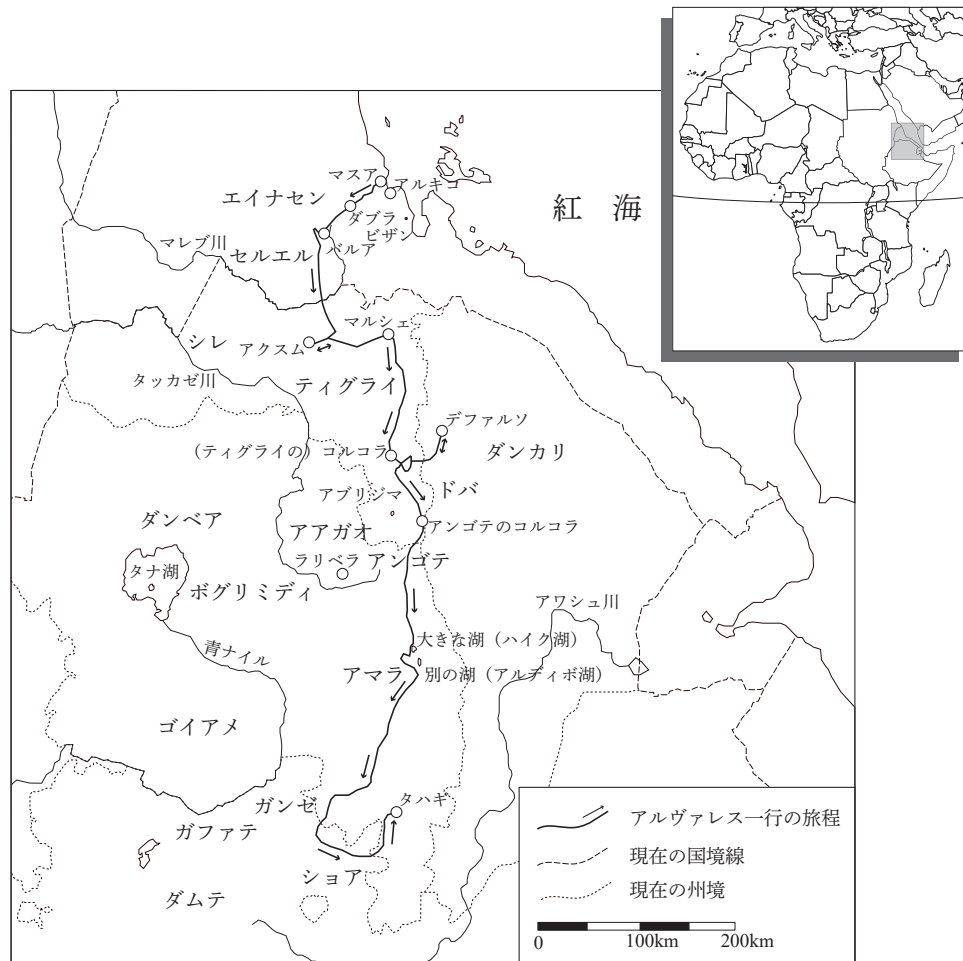 マスア
アルキコ
エイナセン
紅 海
ダブラ・
ビザン
バルア
マレブ川
セルエル
マルシェ
シレ
アクスム
タッカゼ川
ティグライ
デファルソ
(ティグライの)コルコラ
ダンカリ
ドバ
アブリジマ
ダンベア
アアガオ
アンゴテのコルコラ
ラリベラ
アンゴテ
タナ湖
ボグリミディ
アワシュ川
青ナイル
大きな湖(ハイク湖)
アマラ
別の湖(アルディボ湖)
ゴイアメ
ガンゼ
タハギ
ガファテ
ショア
ダムテ
アルヴァレス一行の旅程
現在の国境線
現在の州境
0 100km 200km